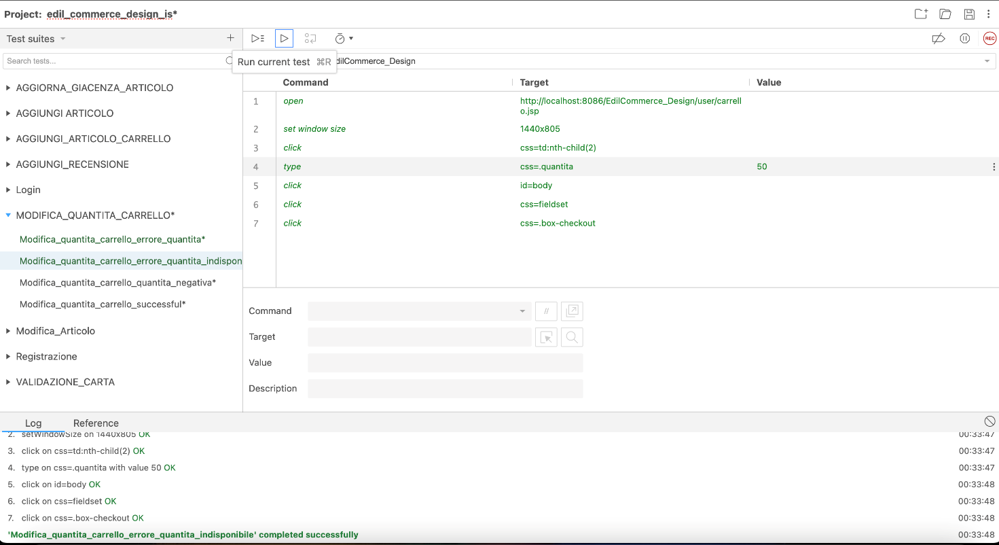 Project: edil_commerce_design_is*
Test suites
Search tests...
Run current test ⌘R
dilCommerce_Design
AGGIORNA_GIACENZA_ARTICOLO
AGGIUNGI ARTICOLO
AGGIUNGI_ARTICOLO_CARRELLO
AGGIUNGI_RECENSIONE
Login
MODIFICA_QUANTITA_CARRELLO*
Modifica_quantita_carrello_errore_quantita*
Modifica_quantita_carrello_errore_quantita_indispon
Modifica_quantita_carrello_quantita_negativa*
Modifica_quantita_carrello_successful*
Modifica_Articolo
Registrazione
VALIDAZIONE_CARTA
REC
Command Target Value
1 open http://localhost:8086/EdilCommerce_Design/user/carrell
o.jsp
2 set window size 1440x805
3 click css=td:nth-child(2)
4 type css=.quantita 50
5 click id=body
6 click css=fieldset
7 click css=.box-checkout
Command //
Target
Value
Description
Log Reference
2. setWindowSize on 1440x805 OK 00:33:47
3. click on css=td:nth-child(2) OK 00:33:47
4. type on css=.quantita with value 50 OK 00:33:47
5. click on id=body OK 00:33:48
6. click on css=fieldset OK 00:33:48
7. click on css=.box-checkout OK 00:33:48
'Modifica_quantita_carrello_errore_quantita_indisponibile' completed successfully 00:33:48